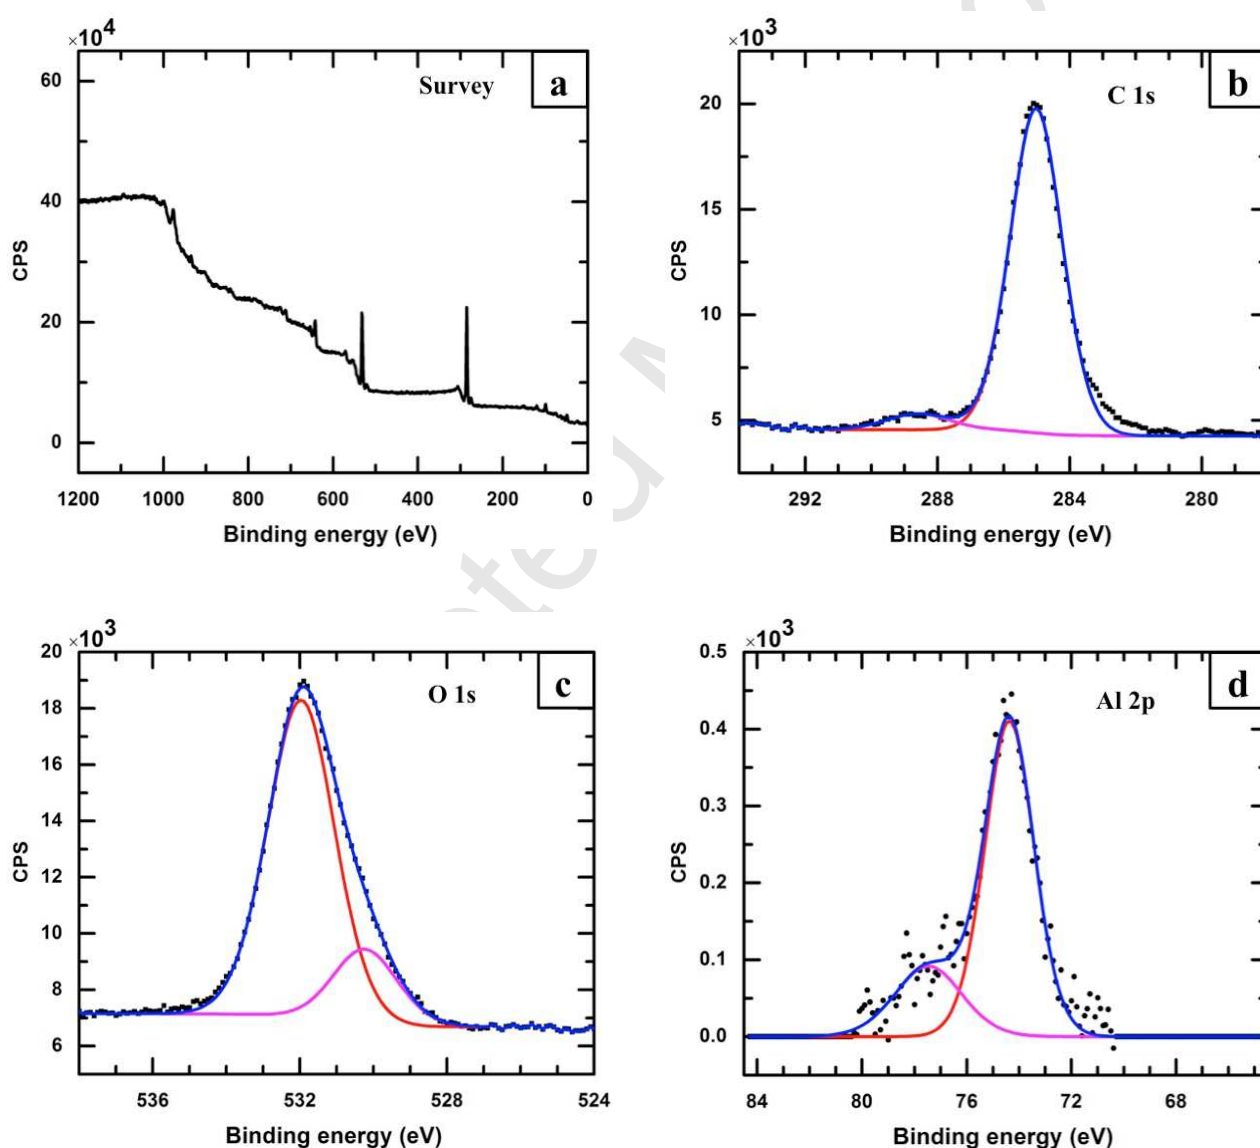 ×10⁴
60
40
20
0
CPS
Survey
a
1200 1000 800 600 400 200 0
Binding energy (eV)
×10³
20
15
10
5
CPS
C 1s
b
292 288 284 280
Binding energy (eV)
×10³
20
18
16
14
12
10
8
6
CPS
O 1s
c
536 532 528 524
Binding energy (eV)
×10³
0.5
0.4
0.3
0.2
0.1
0.0
CPS
Al 2p
d
84 80 76 72 68
Binding energy (eV)